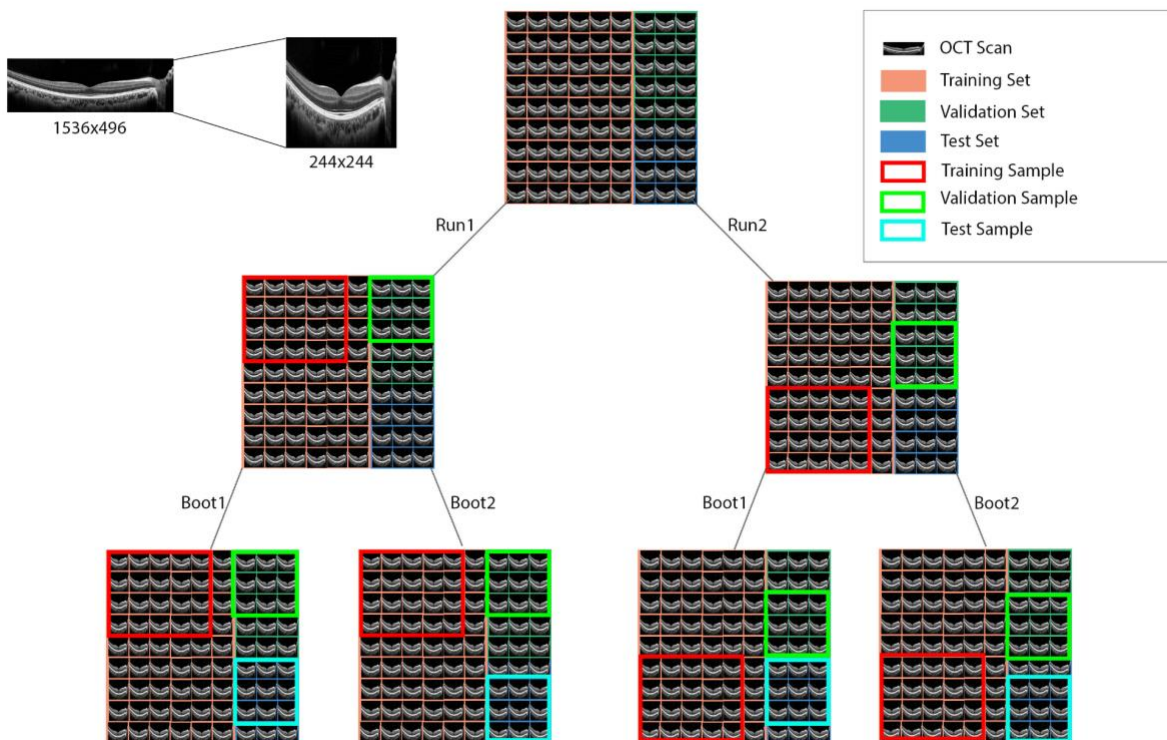 1536x496
244x244
OCT Scan
Training Set
Validation Set
Test Set
Training Sample
Validation Sample
Test Sample
Run1
Run2
Boot1
Boot2
Boot1
Boot2